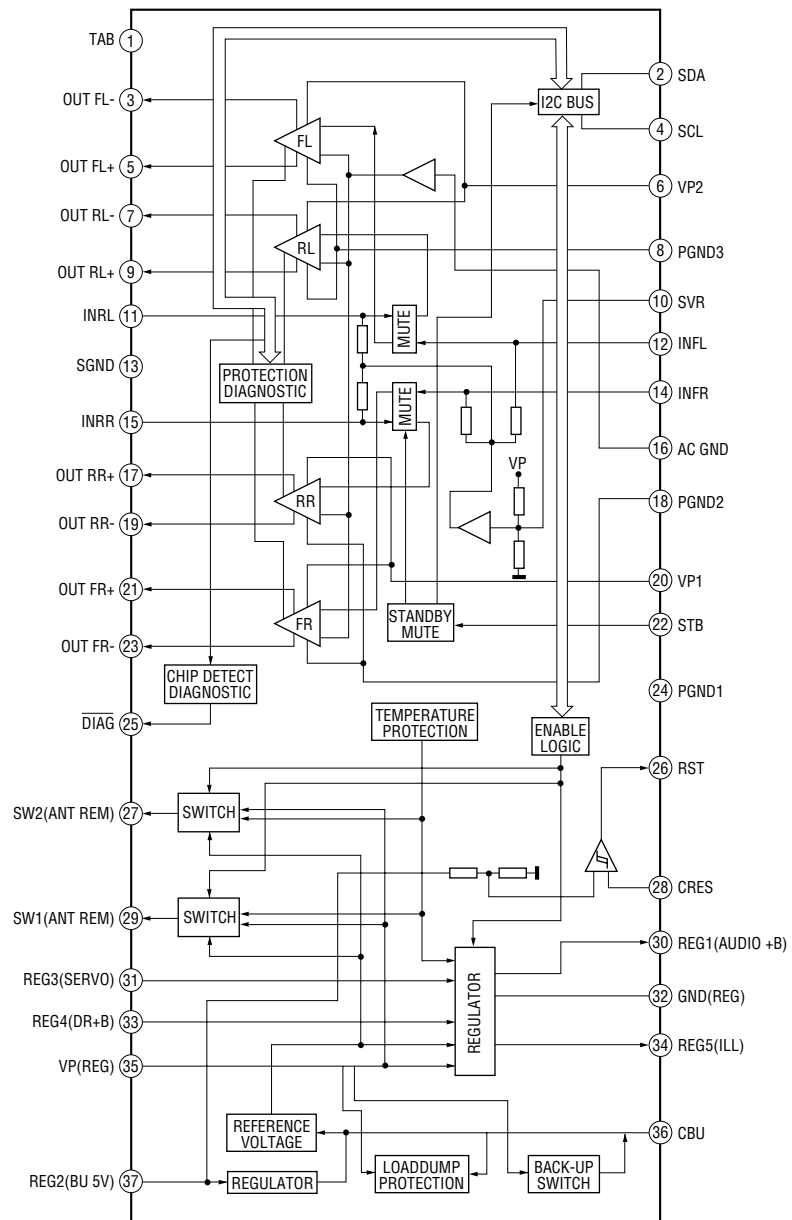 TAB 1
OUT FL- 3
OUT FL+ 5
OUT RL- 7
OUT RL+ 9
INRL 11
SGND 13
INRR 15
OUT RR+ 17
OUT RR- 19
OUT FR+ 21
OUT FR- 23
DIAG 25
SW2(ANT REM) 27
SW1(ANT REM) 29
REG3(SERVO) 31
REG4(DR+B) 33
VP(REG) 35
REG2(BU 5V) 37
FL
RL
PROTECTION
DIAGNOSTIC
RR
FR
CHIP DETECT
DIAGNOSTIC
I2C BUS
MUTE
MUTE
VP
STANDBY
MUTE
TEMPERATURE
PROTECTION
ENABLE
LOGIC
SWITCH
SWITCH
REGULATOR
REFERENCE
VOLTAGE
REGULATOR
LOADDUMP
PROTECTION
BACK-UP
SWITCH
2 SDA
4 SCL
6 VP2
8 PGND3
10 SVR
12 INFL
14 INFR
16 AC GND
18 PGND2
20 VP1
22 STB
24 PGND1
26 RST
28 CRES
30 REG1(AUDIO +B)
32 GND(REG)
34 REG5(ILL)
36 CBU